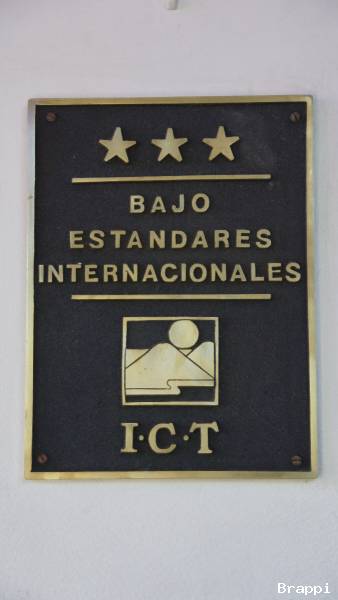 BAJO
ESTANDARES
INTERNACIONALES
I·C·T
Brappi